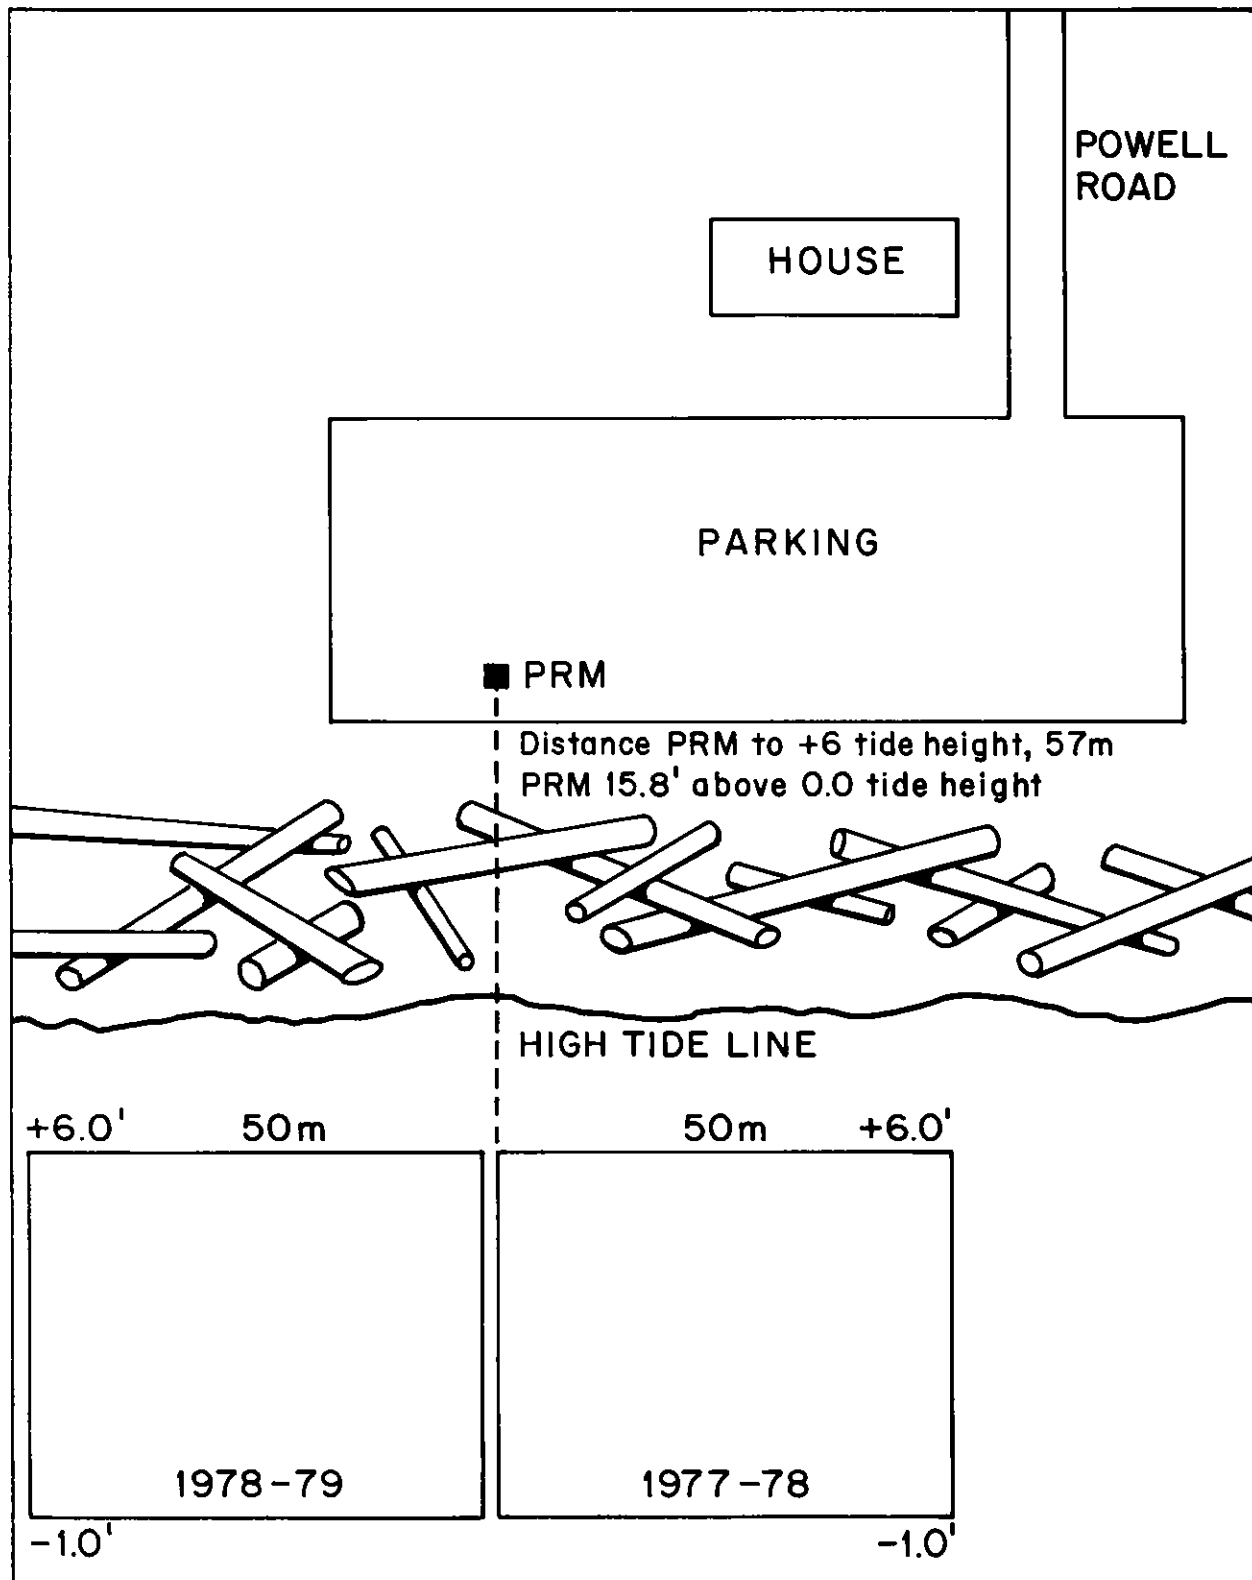 POWELL
ROAD
HOUSE
PARKING
PRM
Distance PRM to +6 tide height, 57m
PRM 15.8' above 0.0 tide height
HIGH TIDE LINE
+6.0' 50m 50m +6.0'
1978-79 1977-78
-1.0' -1.0'